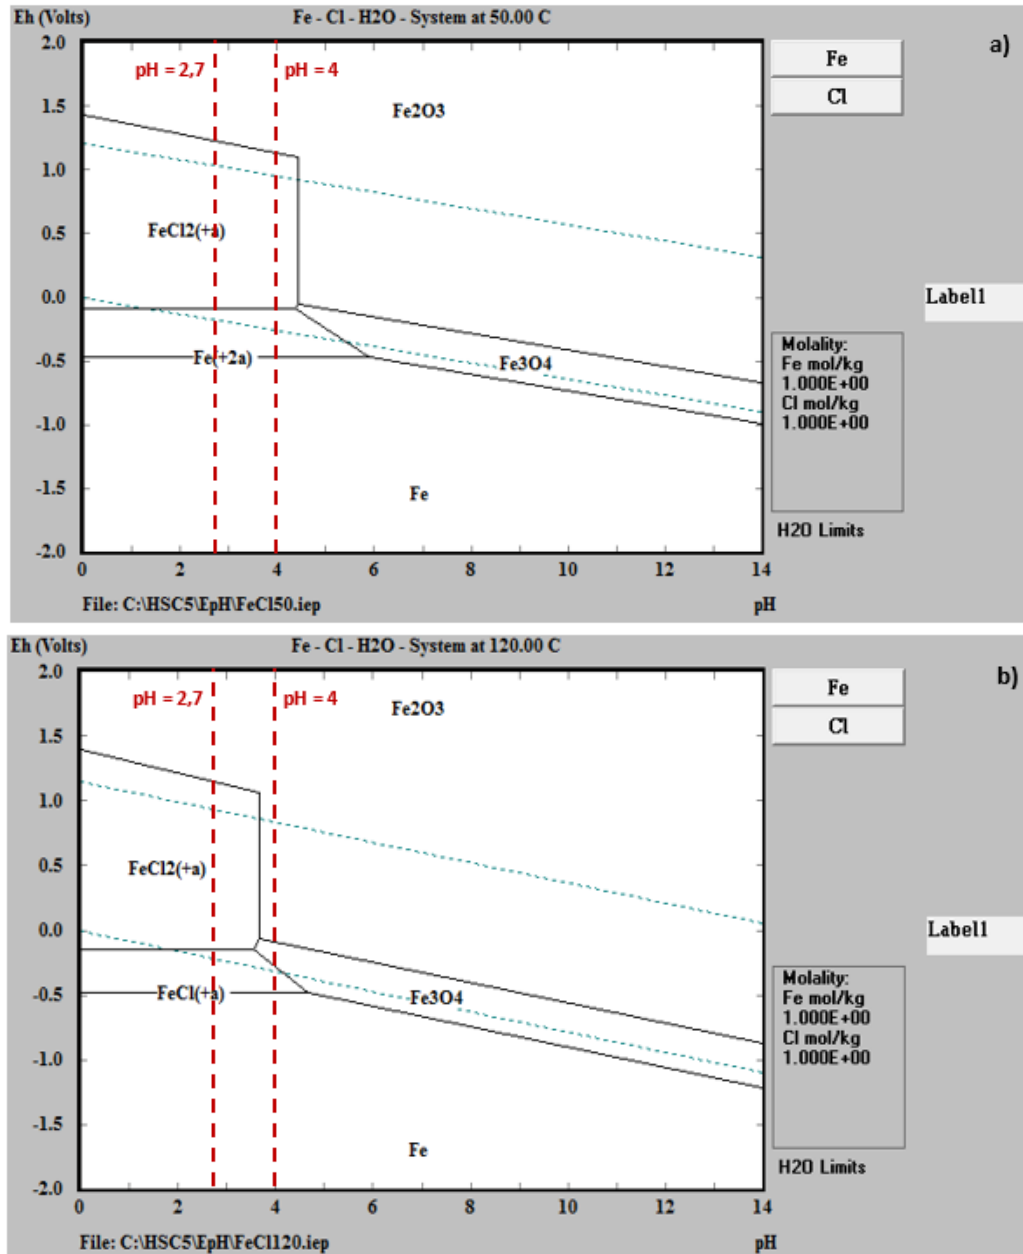 Eh (Volts) Fe - Cl - H2O - System at 50.00 C
a)
2.0
1.5
1.0
0.5
0.0
-0.5
-1.0
-1.5
-2.0
pH = 2,7 pH = 4
Fe2O3
FeCl2(+a)
Fe(+2a)
Fe3O4
Fe
Fe
Cl
Label1
Molality:
Fe mol/kg
1.000E+00
Cl mol/kg
1.000E+00
H2O Limits
0 2 4 6 8 10 12 14
File: C:\HSC5\EpH\FeCl50.iep pH
Eh (Volts) Fe - Cl - H2O - System at 120.00 C
b)
2.0
1.5
1.0
0.5
0.0
-0.5
-1.0
-1.5
-2.0
pH = 2,7 pH = 4
Fe2O3
FeCl2(+a)
FeCl(+a)
Fe3O4
Fe
Fe
Cl
Label1
Molality:
Fe mol/kg
1.000E+00
Cl mol/kg
1.000E+00
H2O Limits
0 2 4 6 8 10 12 14
File: C:\HSC5\EpH\FeCl120.iep pH